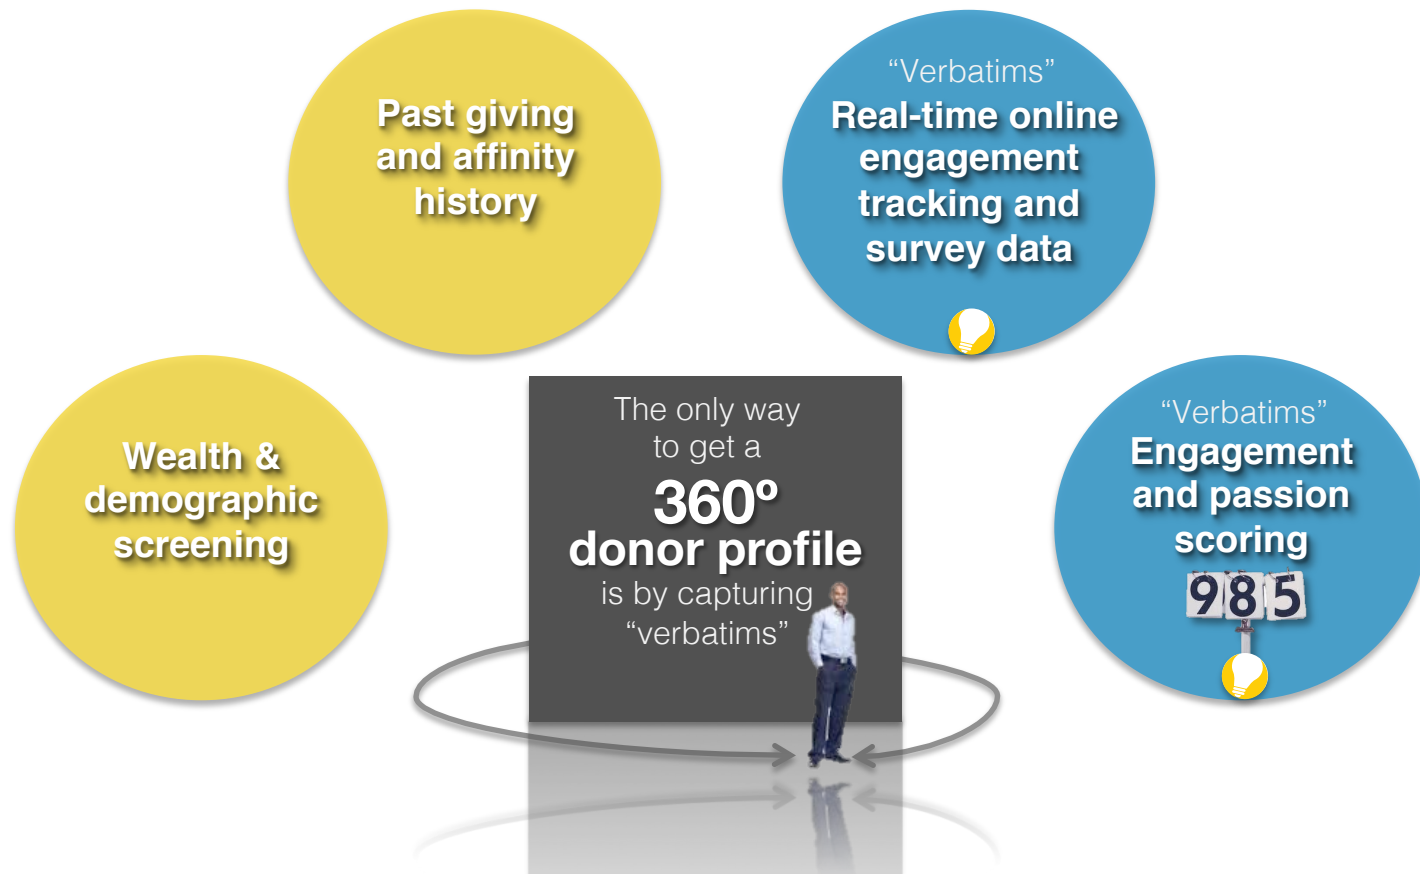 Past giving
and affinity
history
“Verbatims”
Real-time online
engagement
tracking and
survey data
Wealth &
demographic
screening
The only way
to get a
360º
donor profile
is by capturing
“verbatims”
“Verbatims”
Engagement
and passion
scoring
985